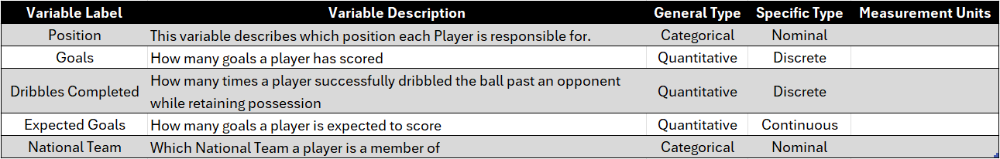 Variable Label Variable Description General Type Specific Type Measurement Units
Position This variable describes which position each Player is responsible for. Categorical Nominal
Goals How many goals a player has scored Quantitative Discrete
Dribbles Completed How many times a player successfully dribbled the ball past an opponent
while retaining possession Quantitative Discrete
Expected Goals How many goals a player is expected to score Quantitative Continuous
National Team Which National Team a player is a member of Categorical Nominal